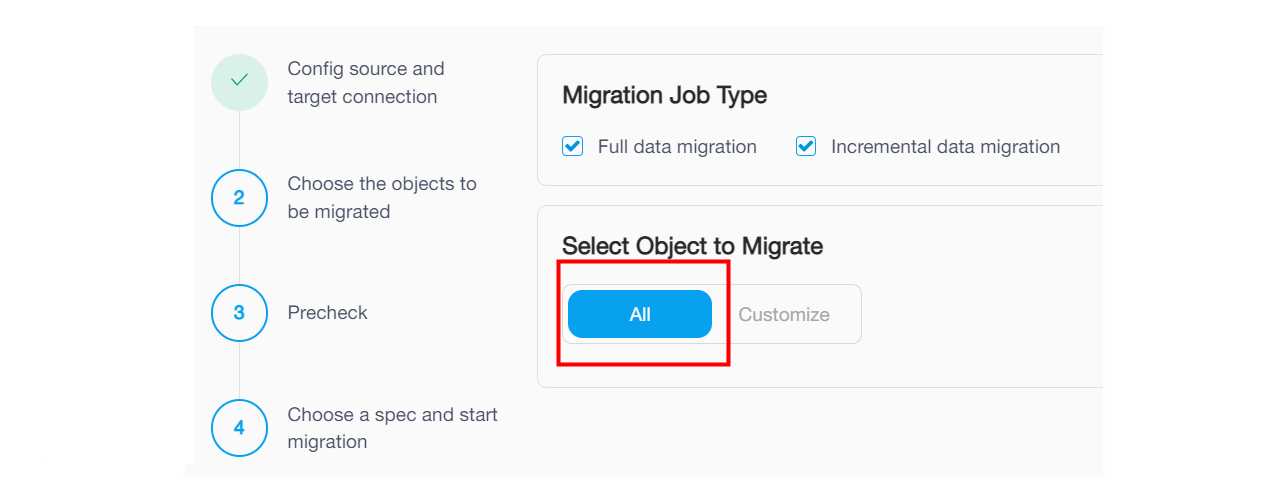 Config source and
target connection
2
Choose the objects to
be migrated
3
Precheck
4
Choose a spec and start
migration
Migration Job Type
Full data migration
Incremental data migration
Select Object to Migrate
All
Customize